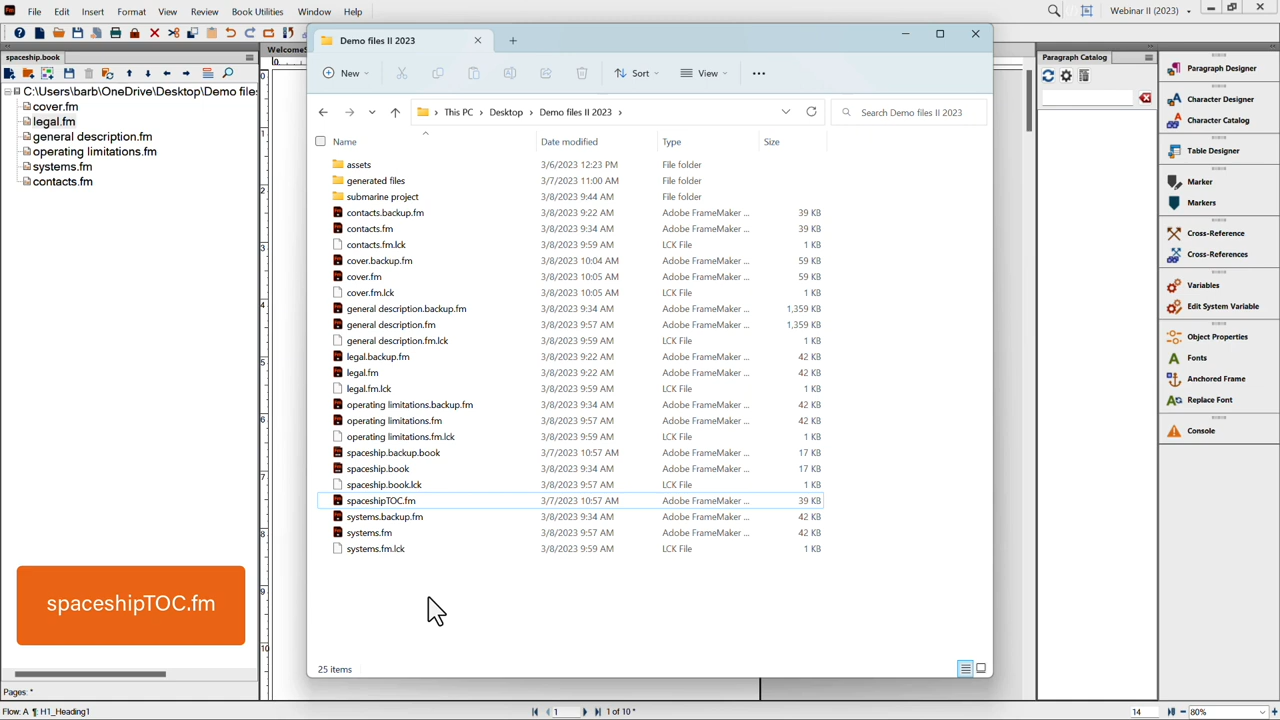 Fm File Edit Insert Format View Review Book Utilities Window Help Webinar II (2023)
spaceship.book
C:\Users\barb\OneDrive\Desktop\Demo file
cover.fm
legal.fm
general description.fm
operating limitations.fm
systems.fm
contacts.fm
spaceshipTOC.fm
Pages: *
Flow: A ¶: H1_Heading1
Demo files II 2023
New Sort View
This PC > Desktop > Demo files II 2023 >
Search Demo files II 2023
Name Date modified Type Size
assets 3/6/2023 12:23 PM File folder
generated files 3/7/2023 11:00 AM File folder
submarine project 3/8/2023 9:44 AM File folder
contacts.backup.fm 3/8/2023 9:22 AM Adobe FrameMaker ... 39 KB
contacts.fm 3/8/2023 9:34 AM Adobe FrameMaker ... 39 KB
contacts.fm.lck 3/8/2023 9:59 AM LCK File 1 KB
cover.backup.fm 3/8/2023 10:04 AM Adobe FrameMaker ... 59 KB
cover.fm 3/8/2023 10:05 AM Adobe FrameMaker ... 59 KB
cover.fm.lck 3/8/2023 10:05 AM LCK File 1 KB
general description.backup.fm 3/8/2023 9:34 AM Adobe FrameMaker ... 1,359 KB
general description.fm 3/8/2023 9:57 AM Adobe FrameMaker ... 1,359 KB
general description.fm.lck 3/8/2023 9:59 AM LCK File 1 KB
legal.backup.fm 3/8/2023 9:22 AM Adobe FrameMaker ... 42 KB
legal.fm 3/8/2023 9:22 AM Adobe FrameMaker ... 42 KB
legal.fm.lck 3/8/2023 9:59 AM LCK File 1 KB
operating limitations.backup.fm 3/8/2023 9:34 AM Adobe FrameMaker ... 42 KB
operating limitations.fm 3/8/2023 9:57 AM Adobe FrameMaker ... 42 KB
operating limitations.fm.lck 3/8/2023 9:59 AM LCK File 1 KB
spaceship.backup.book 3/7/2023 10:57 AM Adobe FrameMaker ... 17 KB
spaceship.book 3/8/2023 9:34 AM Adobe FrameMaker ... 17 KB
spaceship.book.lck 3/8/2023 9:57 AM LCK File 1 KB
spaceshipTOC.fm 3/7/2023 10:57 AM Adobe FrameMaker ... 39 KB
systems.backup.fm 3/8/2023 9:34 AM Adobe FrameMaker ... 42 KB
systems.fm 3/8/2023 9:57 AM Adobe FrameMaker ... 42 KB
systems.fm.lck 3/8/2023 9:59 AM LCK File 1 KB
25 items
1 1 of 10 *
14 80%
Paragraph Catalog
Paragraph Designer
Character Designer
Character Catalog
Table Designer
Marker
Markers
Cross-Reference
Cross-References
Variables
Edit System Variable
Object Properties
Fonts
Anchored Frame
Replace Font
Console